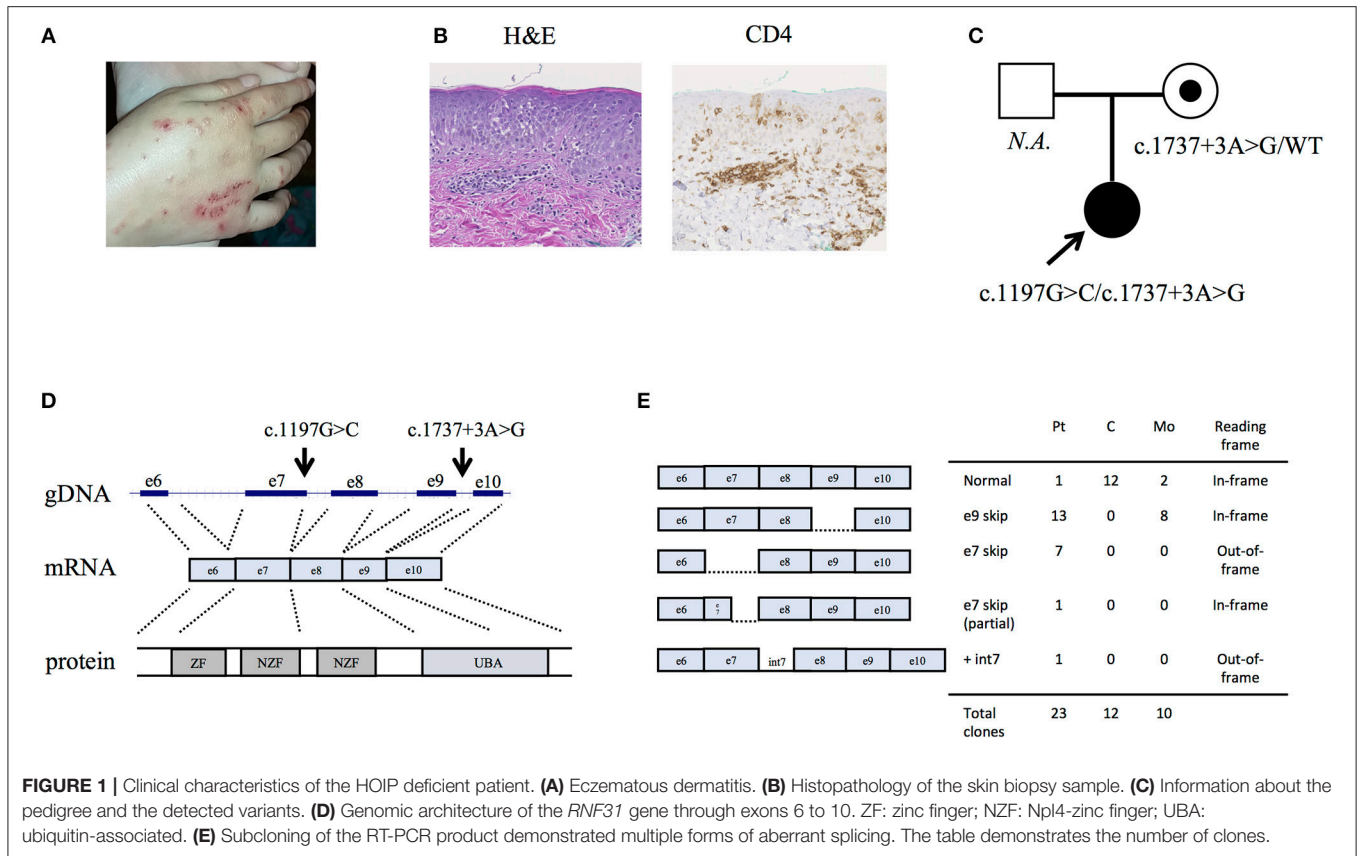 A
B
H&E
CD4
C
N.A.
c.1737+3A>G/WT
c.1197G>C/c.1737+3A>G
D
c.1197G>C
c.1737+3A>G
gDNA
e6
e7
e8
e9
e10
mRNA
e6
e7
e8
e9
e10
protein
ZF
NZF
NZF
UBA
E
Pt C Mo Reading frame
e6 e7 e8 e9 e10
Normal 1 12 2 In-frame
e6 e7 e8 e10
e9 skip 13 0 8 In-frame
e6 e8 e9 e10
e7 skip 7 0 0 Out-of-frame
e6 e7 e8 e9 e10
e7 skip (partial) 1 0 0 In-frame
e6 e7 int7 e8 e9 e10
+ int7 1 0 0 Out-of-frame
Total clones 23 12 10
FIGURE 1 | Clinical characteristics of the HOIP deficient patient. (A) Eczematous dermatitis. (B) Histopathology of the skin biopsy sample. (C) Information about the
pedigree and the detected variants. (D) Genomic architecture of the RNF31 gene through exons 6 to 10. ZF: zinc finger; NZF: Npl4-zinc finger; UBA:
ubiquitin-associated. (E) Subcloning of the RT-PCR product demonstrated multiple forms of aberrant splicing. The table demonstrates the number of clones.